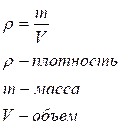 ρ = m/V
ρ – плотность
m – масса
V – объем